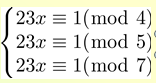 23x ≡ 1(mod 4)
23x ≡ 1(mod 5)
23x ≡ 1(mod 7)